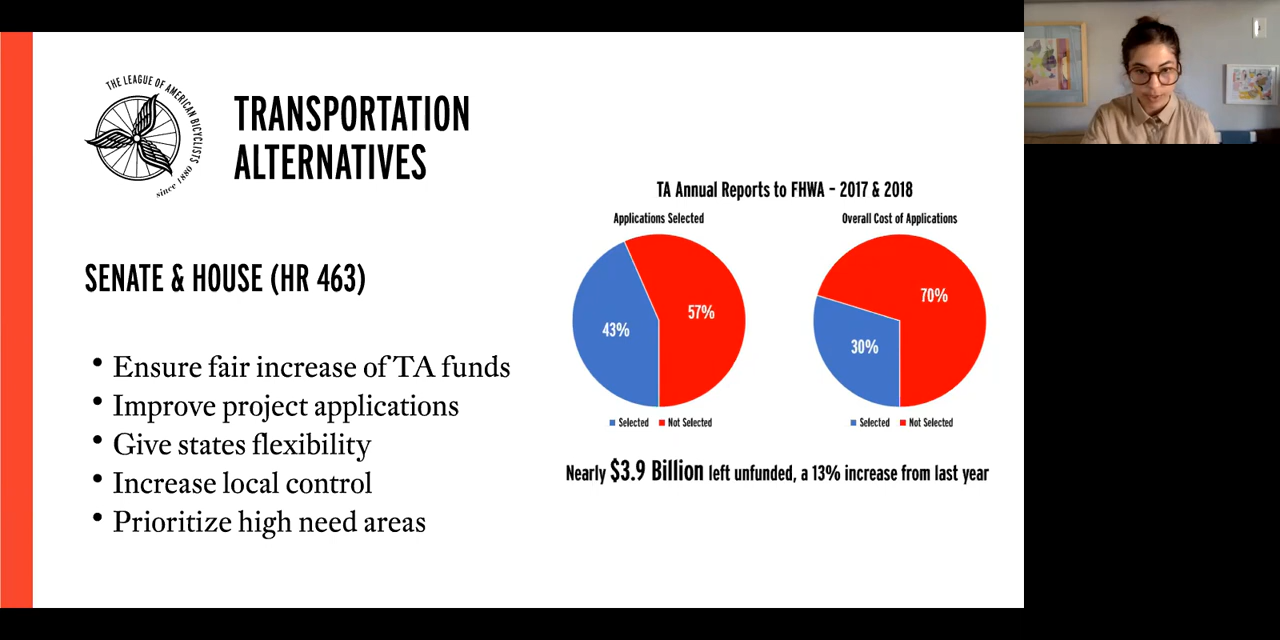 THE LEAGUE OF AMERICAN BICYCLISTS
since 1880
TRANSPORTATION
ALTERNATIVES
SENATE & HOUSE (HR 463)
• Ensure fair increase of TA funds
• Improve project applications
• Give states flexibility
• Increase local control
• Prioritize high need areas
TA Annual Reports to FHWA - 2017 & 2018
Applications Selected
43%
57%
Selected Not Selected
Overall Cost of Applications
70%
30%
Selected Not Selected
Nearly $3.9 Billion left unfunded, a 13% increase from last year